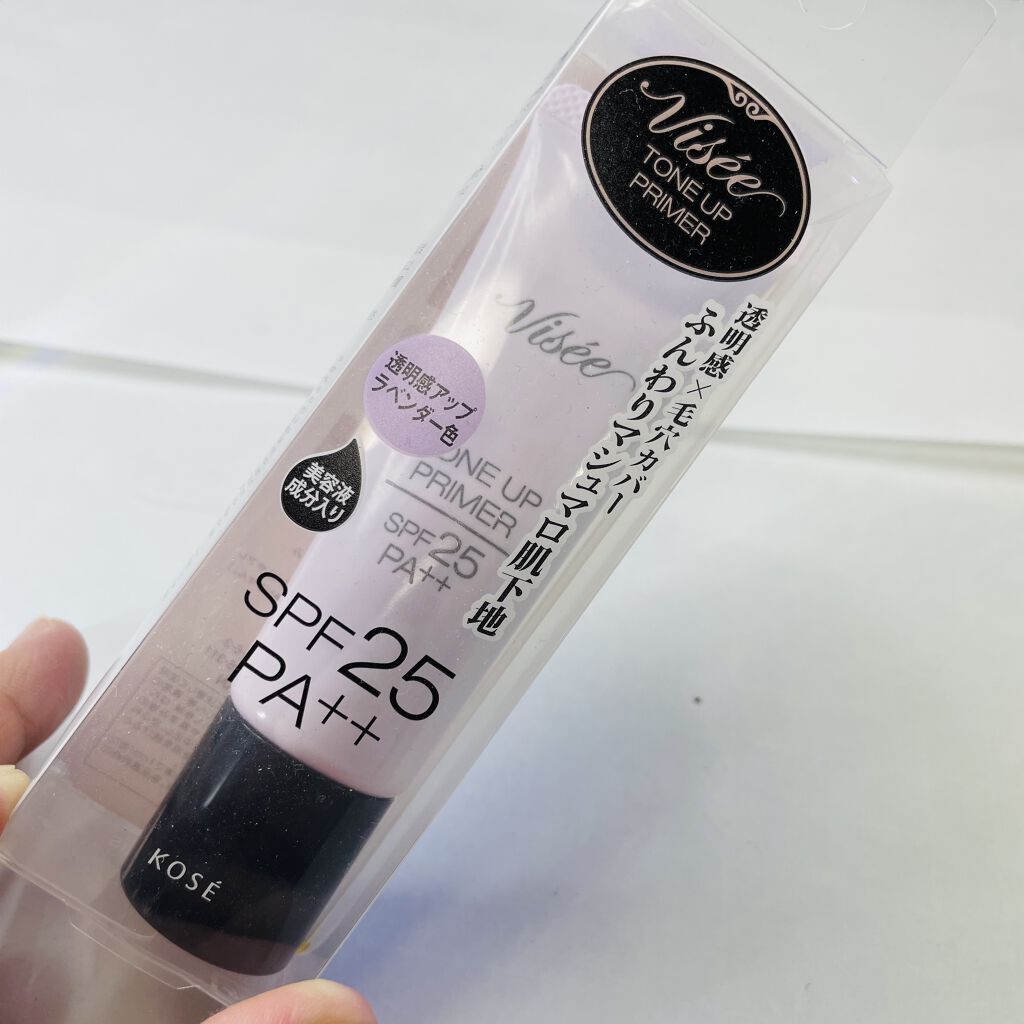 Visée
TONE UP
PRIMER
透明感×毛穴カバー
ふんわりマシュマロ肌下地
Visée
透明感アップ
ラベンダー色
美容液
成分入り
TONE UP
PRIMER
SPF25
PA++
SPF25
PA++
KOSÉ